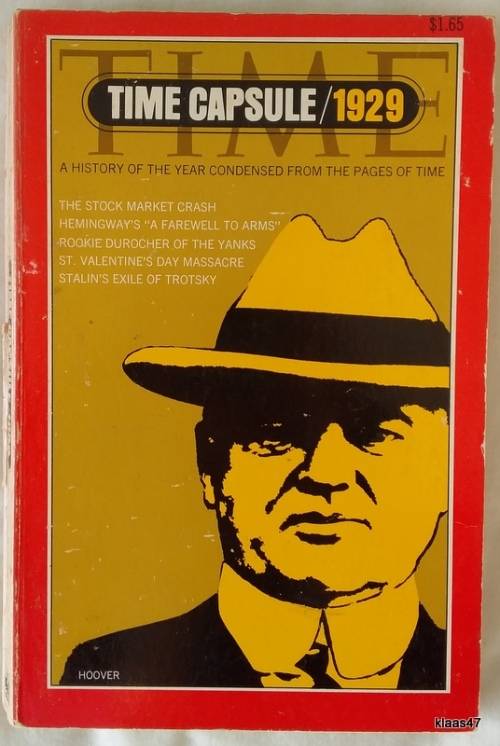 $1.65
TIME
TIME CAPSULE/1929
A HISTORY OF THE YEAR CONDENSED FROM THE PAGES OF TIME
THE STOCK MARKET CRASH
HEMINGWAY'S "A FAREWELL TO ARMS"
ROOKIE DUROCHER OF THE YANKS
ST. VALENTINE'S DAY MASSACRE
STALIN'S EXILE OF TROTSKY
HOOVER
klaas47